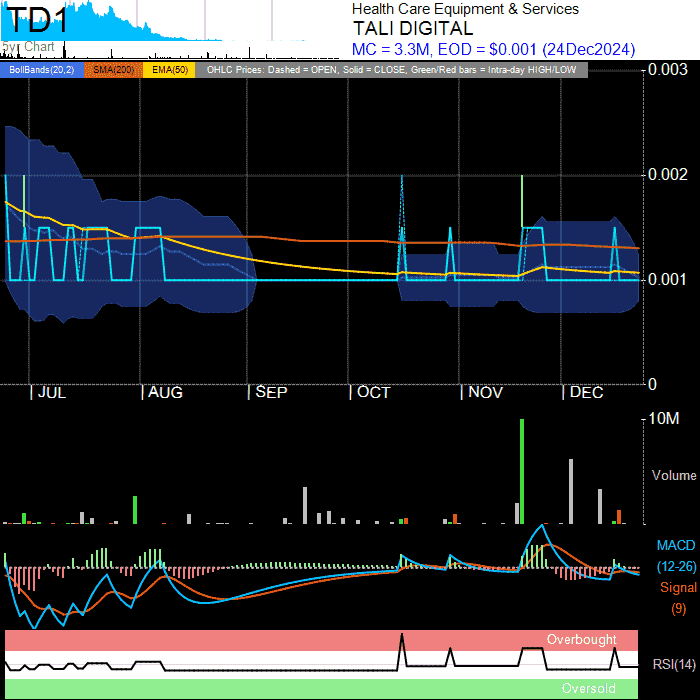 TD1
5yr Chart
Health Care Equipment & Services
TALI DIGITAL
MC = 3.3M, EOD = $0.001 (24Dec2024)
BollBands(20,2) SMA(200) EMA(50) OHLC Prices: Dashed = OPEN, Solid = CLOSE, Green/Red bars = Intra-day HIGH/LOW
0.003
0.002
0.001
0
JUL AUG SEP OCT NOV DEC
10M
Volume
MACD
(12-26)
Signal
(9)
Overbought
RSI(14)
Oversold